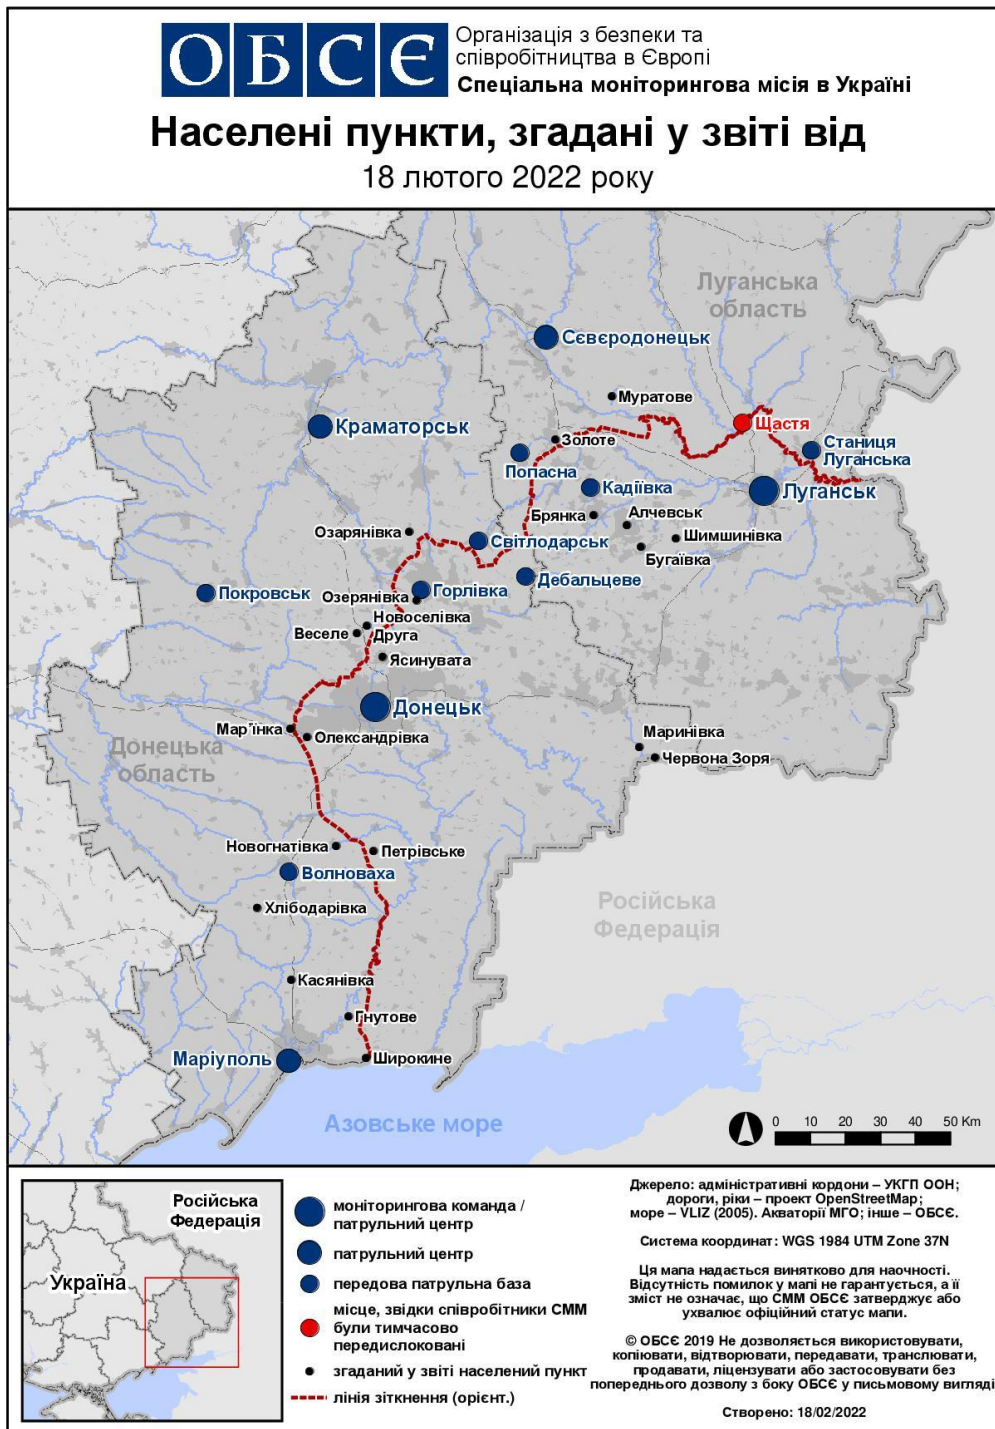 ОБСЄ
Організація з безпеки та
співробітництва в Європі
Спеціальна моніторингова місія в Україні
Населені пункти, згадані у звіті від
18 лютого 2022 року
Луганська
область
Сєвєродонецьк
Муратове
Щастя
Краматорськ
Золоте
Станиця
Луганська
Попасна
Кадіївка
Луганськ
Брянка
Алчевськ
Озарянівка
Світлодарськ
Шимшинівка
Бугаївка
Дебальцеве
Покровськ
Горлівка
Озерянівка
Новоселівка
Друга
Веселе
Ясинувата
Донецьк
Мар'їнка
Олександрівка
Донецька
область
Маринівка
Червона Зоря
Новогнатівка
Петрівське
Волноваха
Хлібодарівка
Російська
Федерація
Касянівка
Гнутове
Маріуполь
Широкине
Азовське море
0 10 20 30 40 50 Km
Російська
Федерація
Україна
моніторингова команда /
патрульний центр
патрульний центр
передова патрульна база
місце, звідки співробітники СММ
були тимчасово
передислоковані
згаданий у звіті населений пункт
лінія зіткнення (орієнт.)
Джерело: адміністративні кордони – УКГП ООН;
дороги, ріки – проект OpenStreetMap;
море – VLIZ (2005). Акваторії МГО; інше – ОБСЄ.
Система координат: WGS 1984 UTM Zone 37N
Ця мапа надається винятково для наочності.
Відсутність помилок у мапі не гарантується, а її
зміст не означає, що СММ ОБСЄ затверджує або
ухвалює офіційний статус мапи.
© ОБСЄ 2019 Не дозволяється використовувати,
копіювати, відтворювати, передавати, транслювати,
продавати, ліцензувати або застосовувати без
попереднього дозволу з боку ОБСЄ у письмовому вигляді
Створено: 18/02/2022